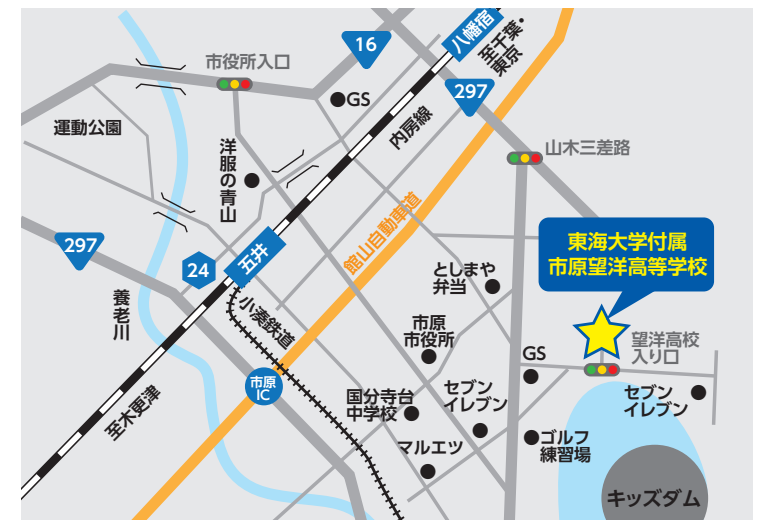 16
八幡宿
至千葉・
東京
市役所入口
297
GS
運動公園
内房線
山木三差路
洋服の青山
館山自動車道
東海大学付属
市原望洋高等学校
297
24
五井
としまや
弁当
養老川
小湊鉄道
市原
市役所
望洋高校
入り口
GS
市原
IC
国分寺台
中学校
セブン
イレブン
セブン
イレブン
至木更津
マルエツ
ゴルフ
練習場
キッズダム